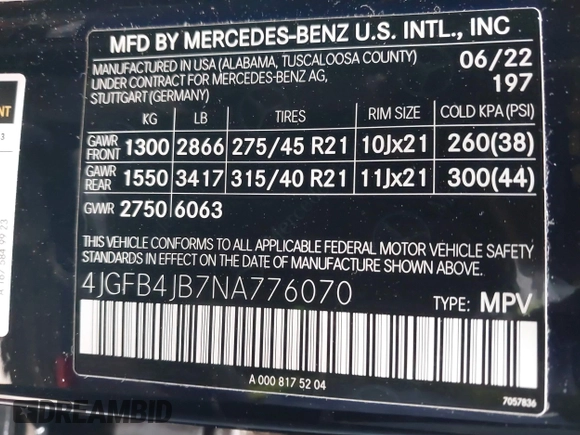 MFD BY MERCEDES-BENZ U.S. INTL., INC
MANUFACTURED IN USA (ALABAMA, TUSCALOOSA COUNTY) 06/22
UNDER CONTRACT FOR MERCEDES-BENZ AG, 197
STUTTGART (GERMANY)
KG LB TIRES RIM SIZE COLD KPA (PSI)
GAWR FRONT 1300 2866 275/45 R21 10Jx21 260(38)
GAWR REAR 1550 3417 315/40 R21 11Jx21 300(44)
GVWR 2750 6063
THIS VEHICLE CONFORMS TO ALL APPLICABLE FEDERAL MOTOR VEHICLE SAFETY
STANDARDS IN EFFECT ON THE DATE OF MANUFACTURE SHOWN ABOVE.
4JGFB4JB7NA776070 TYPE: MPV
A 000 817 52 04
7057836
DREAMBID